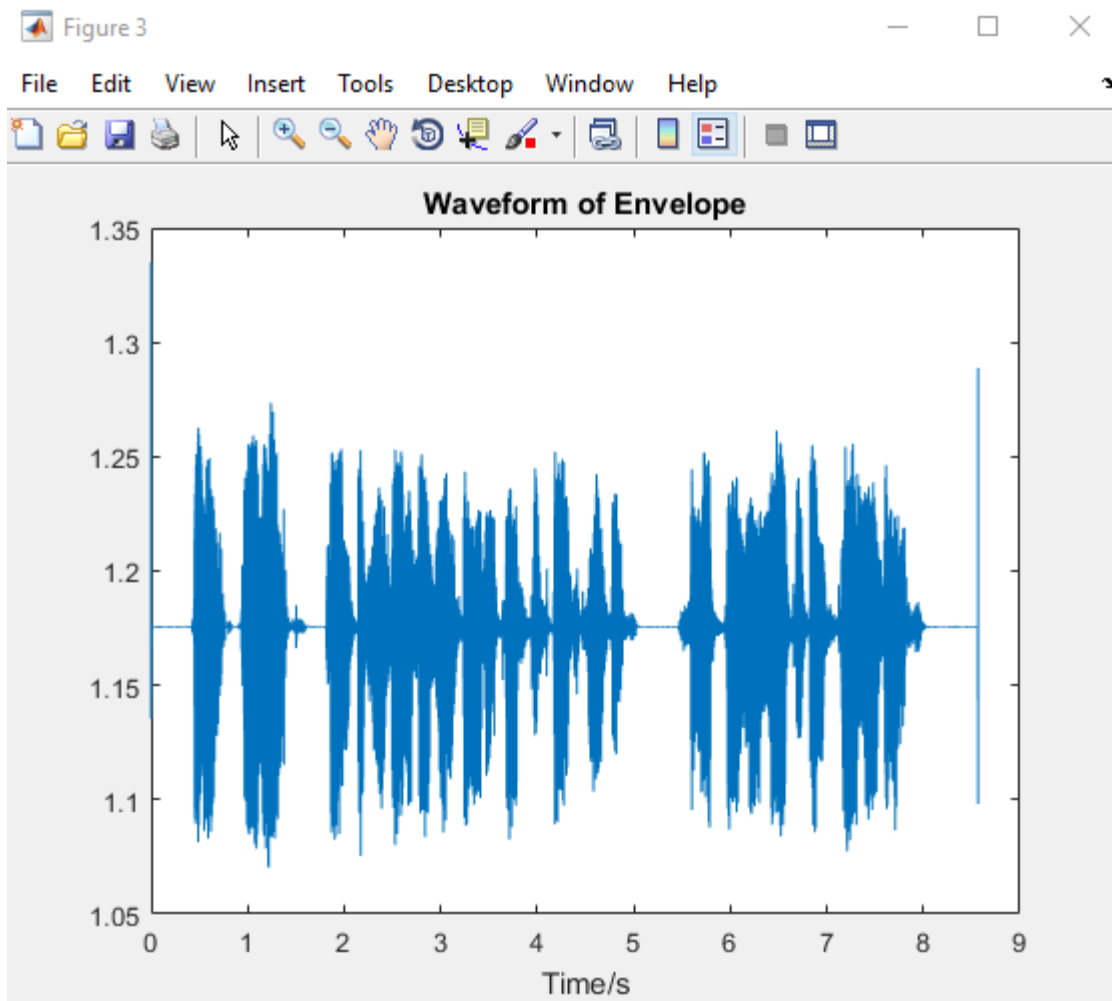 Figure 3
File Edit View Insert Tools Desktop Window Help
Waveform of Envelope
1.35
1.3
1.25
1.2
1.15
1.1
1.05
0 1 2 3 4 5 6 7 8 9
Time/s